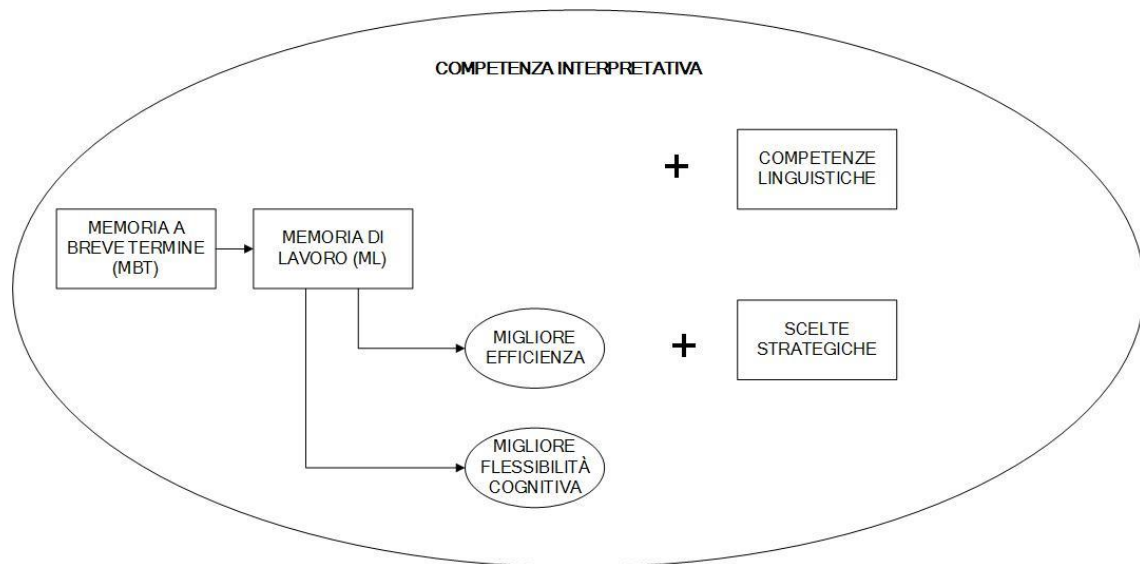 COMPETENZA INTERPRETATIVA
+
COMPETENZE
LINGUISTICHE
MEMORIA A
BREVE TERMINE
(MBT)
MEMORIA DI
LAVORO (ML)
MIGLIORE
EFFICIENZA
+
SCELTE
STRATEGICHE
MIGLIORE
FLESSIBILITÀ
COGNITIVA